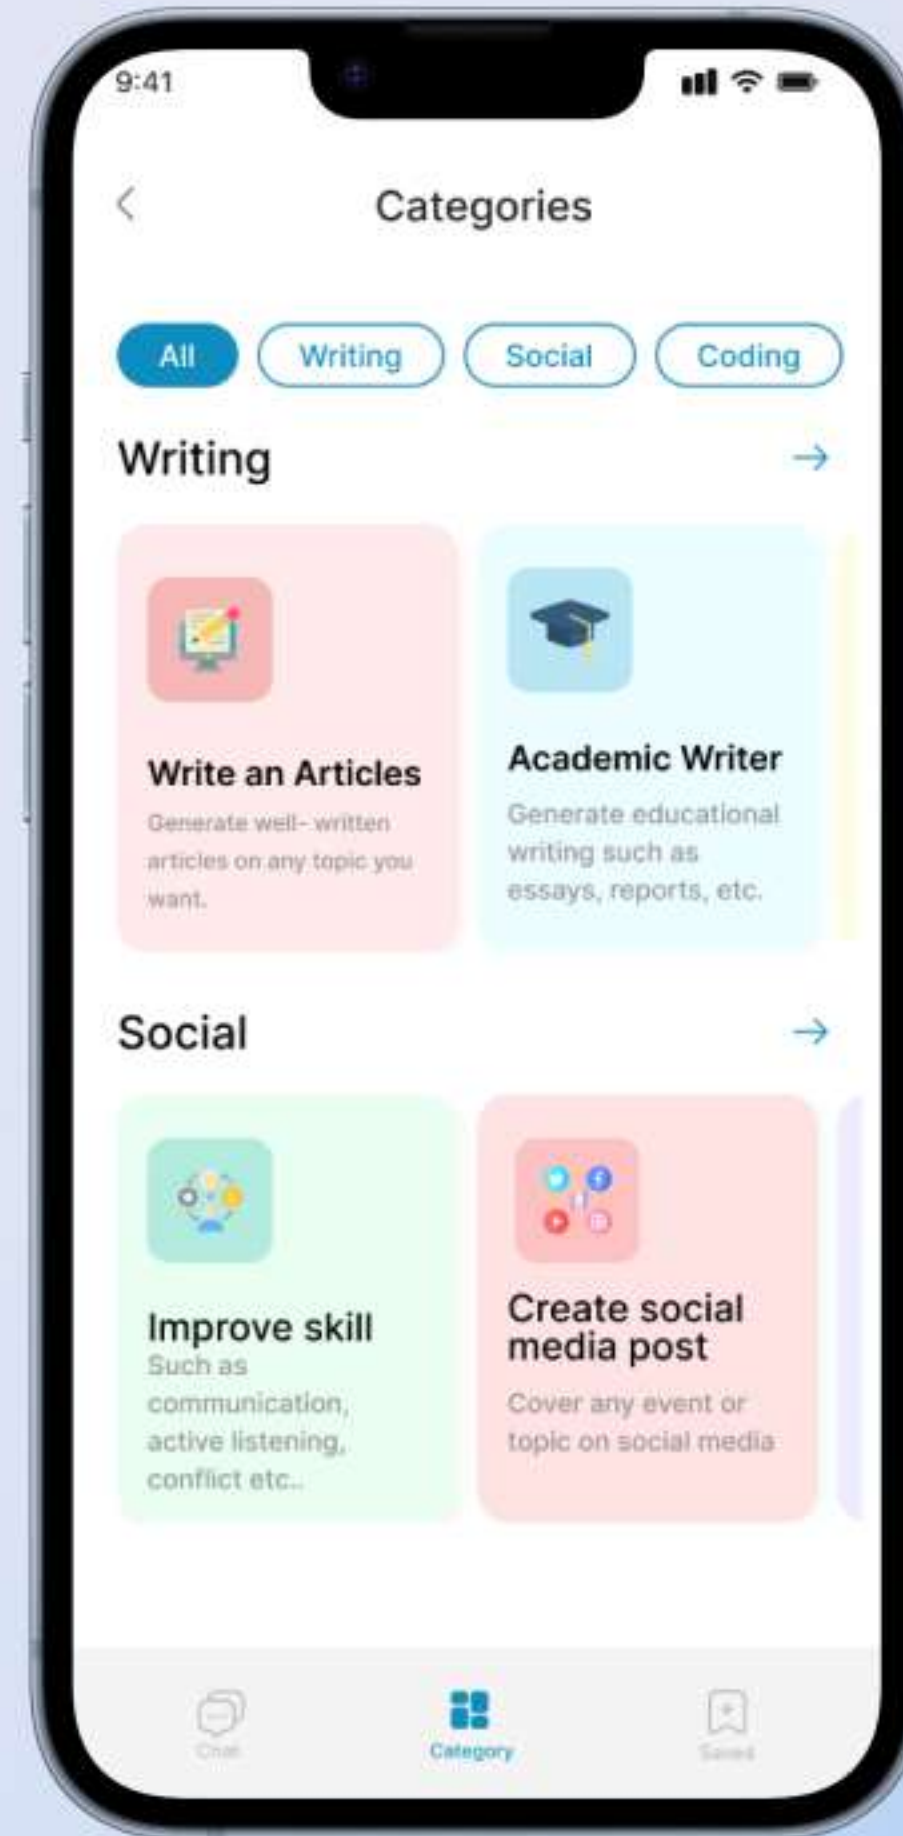 9:41
Categories
All Writing Social Coding
Writing
Write an Articles
Generate well- written
articles on any topic you
want.
Academic Writer
Generate educational
writing such as
essays, reports, etc.
Social
Improve skill
Such as
communication,
active listening,
conflict etc..
Create social
media post
Cover any event or
topic on social media
Chat Category Saved